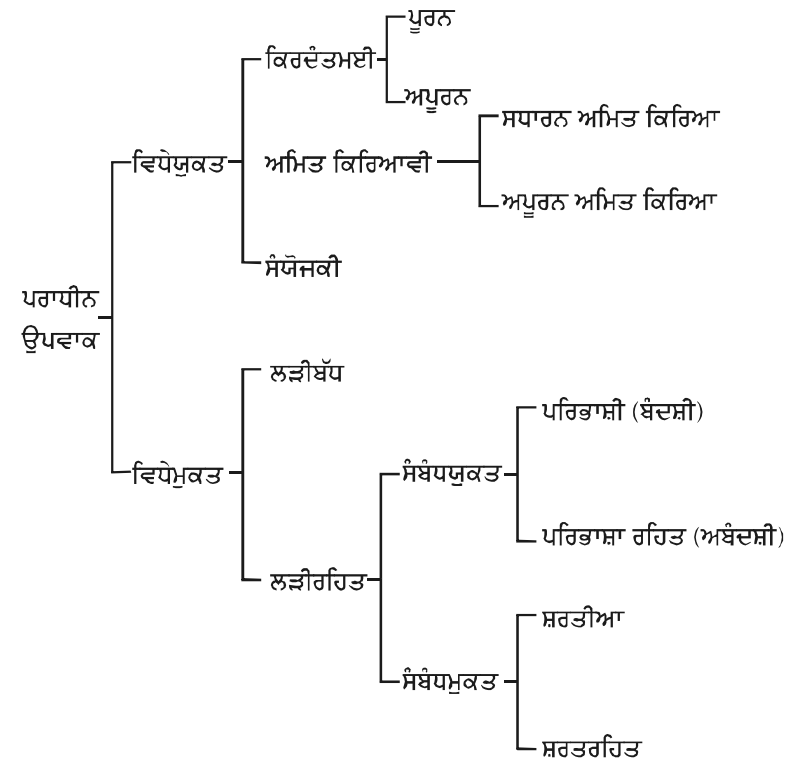 ਪੂਰਨ
ਕਿਰਦੰਤਮਈ
ਅਪੂਰਨ
ਸਧਾਰਨ ਅਮਿਤ ਕਿਰਿਆ
ਵਿਧੇਯੁਕਤ
ਅਮਿਤ ਕਿਰਿਆਵੀ
ਅਪੂਰਨ ਅਮਿਤ ਕਿਰਿਆ
ਸੰਯੋਜਕੀ
ਪਰਾਧੀਨ
ਉਪਵਾਕ
ਲੜੀਬੱਧ
ਪਰਿਭਾਸ਼ੀ (ਬੰਦਸ਼ੀ)
ਵਿਧੇਮੁਕਤ
ਸੰਬੰਧਯੁਕਤ
ਪਰਿਭਾਸ਼ਾ ਰਹਿਤ (ਅਬੰਦਸ਼ੀ)
ਲੜੀਰਹਿਤ
ਸ਼ਰਤੀਆ
ਸੰਬੰਧਮੁਕਤ
ਸ਼ਰਤਰਹਿਤ